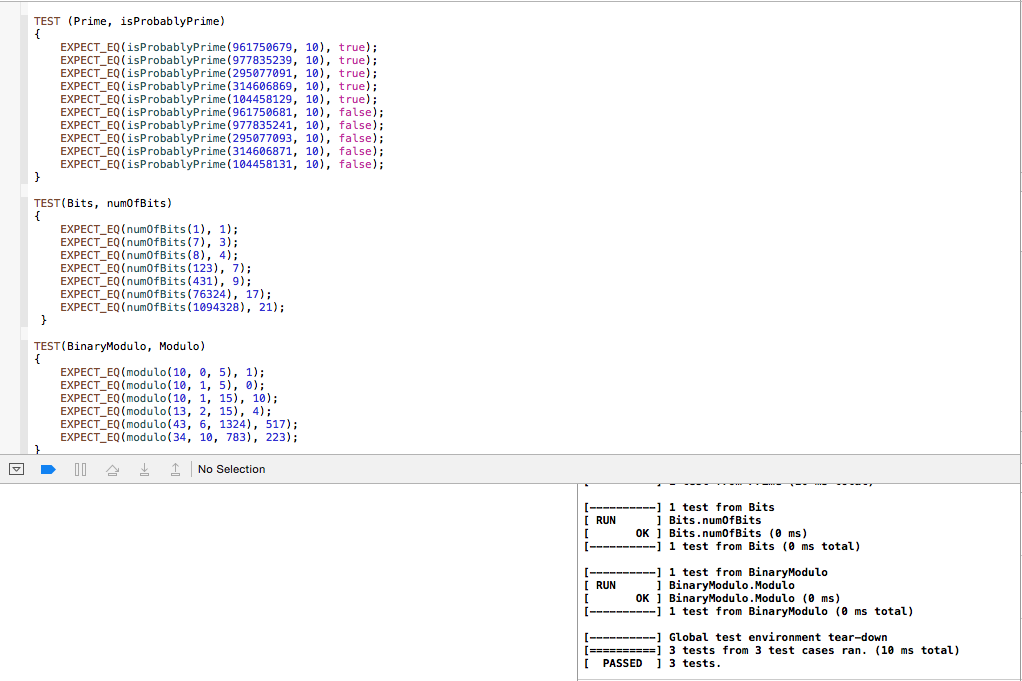 TEST (Prime, isProbablyPrime)
{
EXPECT_EQ(isProbablyPrime(961750679, 10), true);
EXPECT_EQ(isProbablyPrime(977835239, 10), true);
EXPECT_EQ(isProbablyPrime(295077091, 10), true);
EXPECT_EQ(isProbablyPrime(314606869, 10), true);
EXPECT_EQ(isProbablyPrime(104458129, 10), true);
EXPECT_EQ(isProbablyPrime(961750681, 10), false);
EXPECT_EQ(isProbablyPrime(977835241, 10), false);
EXPECT_EQ(isProbablyPrime(295077093, 10), false);
EXPECT_EQ(isProbablyPrime(314606871, 10), false);
EXPECT_EQ(isProbablyPrime(104458131, 10), false);
}
TEST(Bits, numOfBits)
{
EXPECT_EQ(numOfBits(1), 1);
EXPECT_EQ(numOfBits(7), 3);
EXPECT_EQ(numOfBits(8), 4);
EXPECT_EQ(numOfBits(123), 7);
EXPECT_EQ(numOfBits(431), 9);
EXPECT_EQ(numOfBits(76324), 17);
EXPECT_EQ(numOfBits(1094328), 21);
}
TEST(BinaryModulo, Modulo)
{
EXPECT_EQ(modulo(10, 0, 5), 1);
EXPECT_EQ(modulo(10, 1, 5), 0);
EXPECT_EQ(modulo(10, 1, 15), 10);
EXPECT_EQ(modulo(13, 2, 15), 4);
EXPECT_EQ(modulo(43, 6, 1324), 517);
EXPECT_EQ(modulo(34, 10, 783), 223);
}
No Selection
[----------] 1 test from Bits
[ RUN      ] Bits.numOfBits
[       OK ] Bits.numOfBits (0 ms)
[----------] 1 test from Bits (0 ms total)
[----------] 1 test from BinaryModulo
[ RUN      ] BinaryModulo.Modulo
[       OK ] BinaryModulo.Modulo (0 ms)
[----------] 1 test from BinaryModulo (0 ms total)
[----------] Global test environment tear-down
[==========] 3 tests from 3 test cases ran. (10 ms total)
[  PASSED  ] 3 tests.